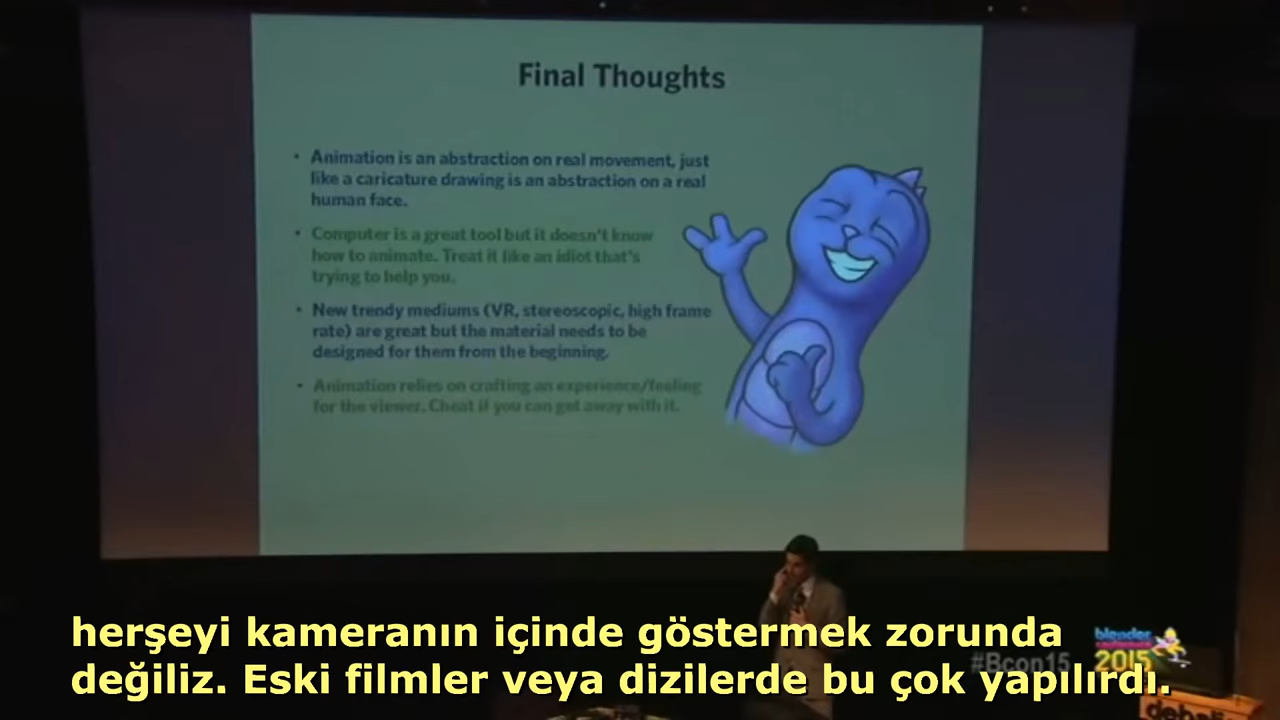 Final Thoughts
• Animation is an abstraction on real movement, just
like a caricature drawing is an abstraction on a real
human face.
• Computer is a great tool but it doesn't know
how to animate. Treat it like an idiot that's
trying to help you.
• New trendy mediums (VR, stereoscopic, high frame
rate) are great but the material needs to be
designed for them from the beginning.
• Animation relies on crafting an experience/feeling
for the viewer. Cheat if you can get away with it.
herşeyi kameranın içinde göstermek zorunda
değiliz. Eski filmler veya dizilerde bu çok yapılırdı.
blender
conference
#Bcon15 2015